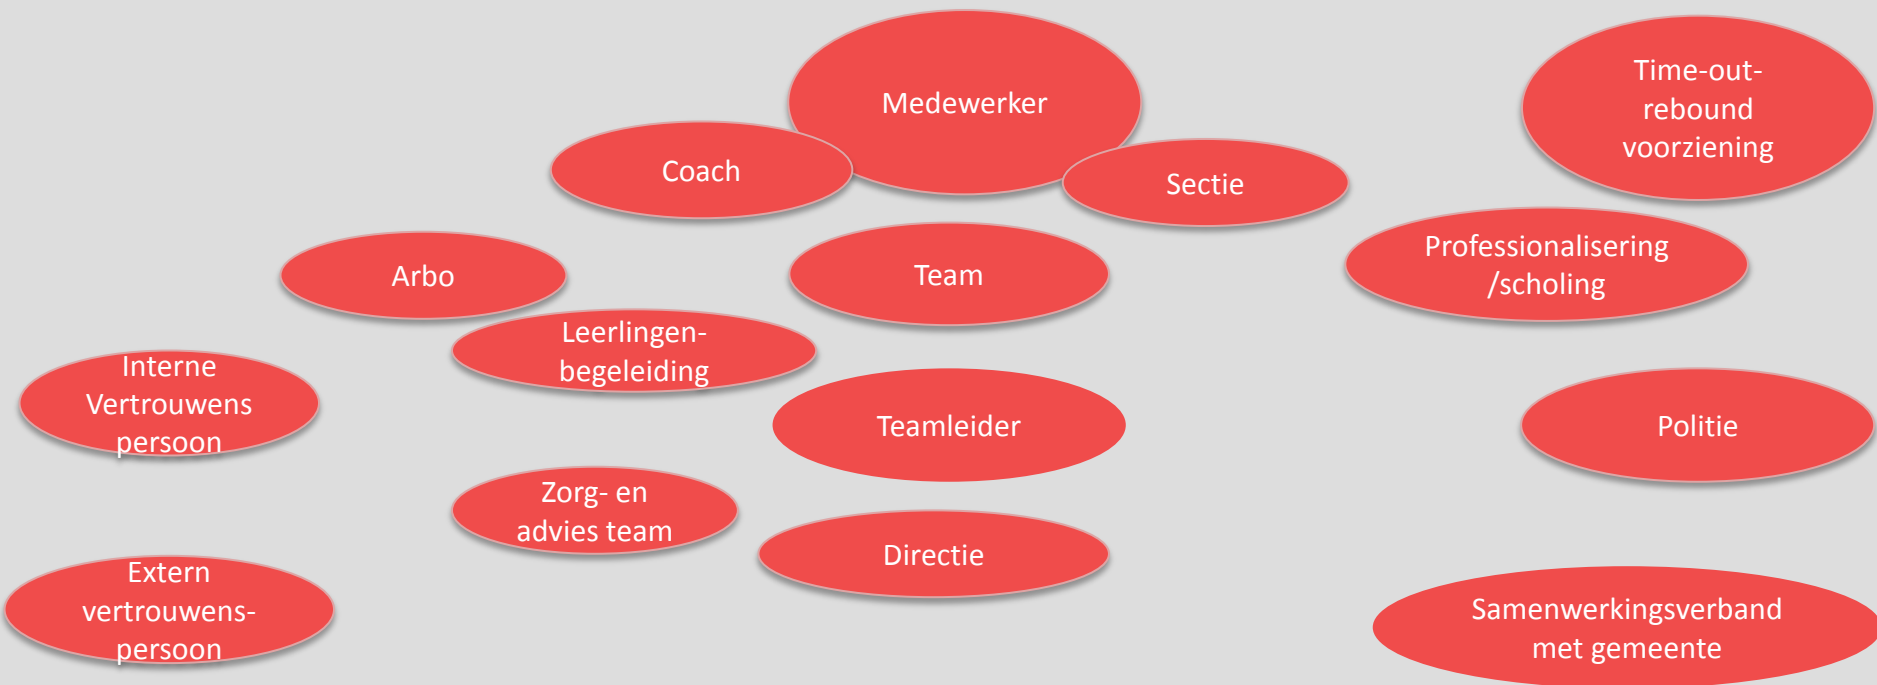 Medewerker
Time-out-
rebound
voorziening
Coach
Sectie
Arbo
Team
Professionalisering
/scholing
Leerlingen-
begeleiding
Interne
Vertrouwens
persoon
Teamleider
Politie
Zorg- en
advies team
Directie
Extern
vertrouwens-
persoon
Samenwerkingsverband
met gemeente